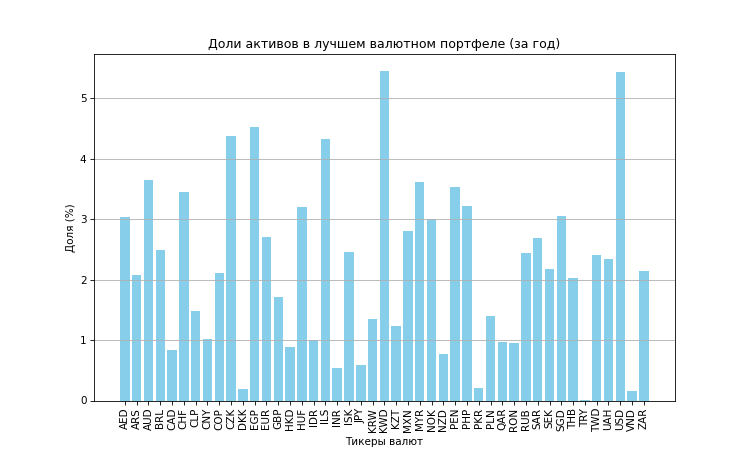 Доли активов в лучшем валютном портфеле (за год)
Доля (%)
5
4
3
2
1
0
AED ARS AUD BRL CAD CHF CLP CNY COP CZK DKK EGP EUR GBP HKD HUF IDR ILS INR ISK JPY KRW KWD KZT MXN MYR NOK NZD PEN PHP PKR PLN QAR RON RUB SAR SEK SGD THB TRY TWD UAH USD VND ZAR
Тикеры валют